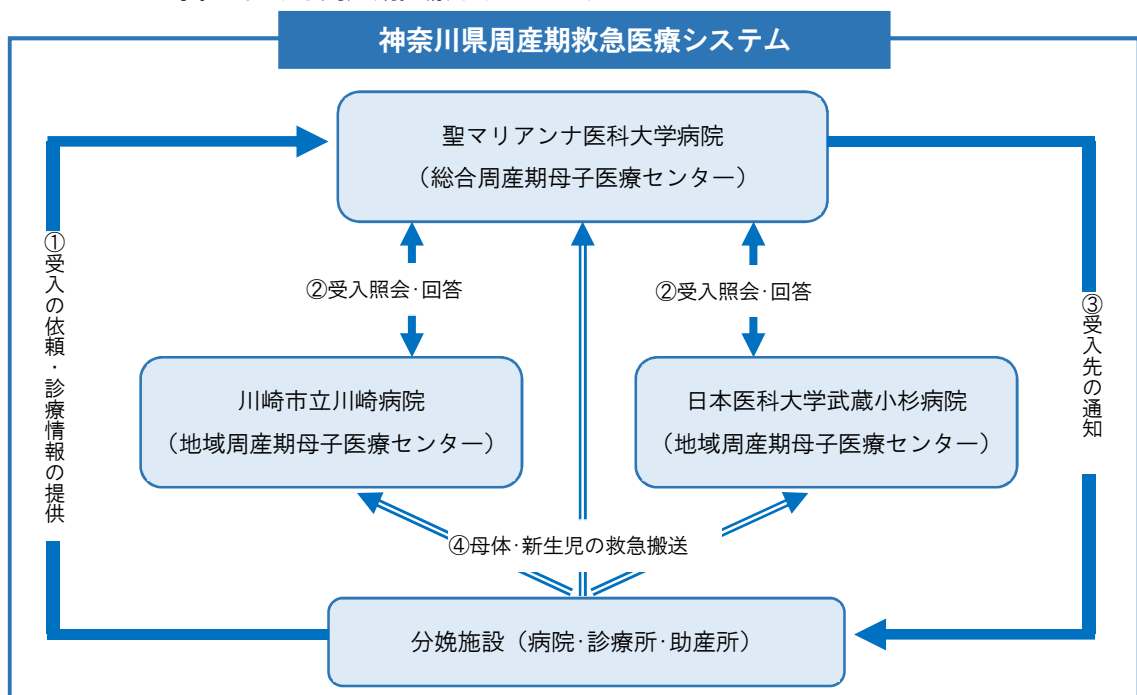 神奈川県周産期救急医療システム
聖マリアンナ医科大学病院
（総合周産期母子医療センター）
①受入の依頼・診療情報の提供
②受入照会·回答
②受入照会·回答
③受入先の通知
川崎市立川崎病院
（地域周産期母子医療センター）
日本医科大学武蔵小杉病院
（地域周産期母子医療センター）
④母体·新生児の救急搬送
分娩施設（病院·診療所·助産所）